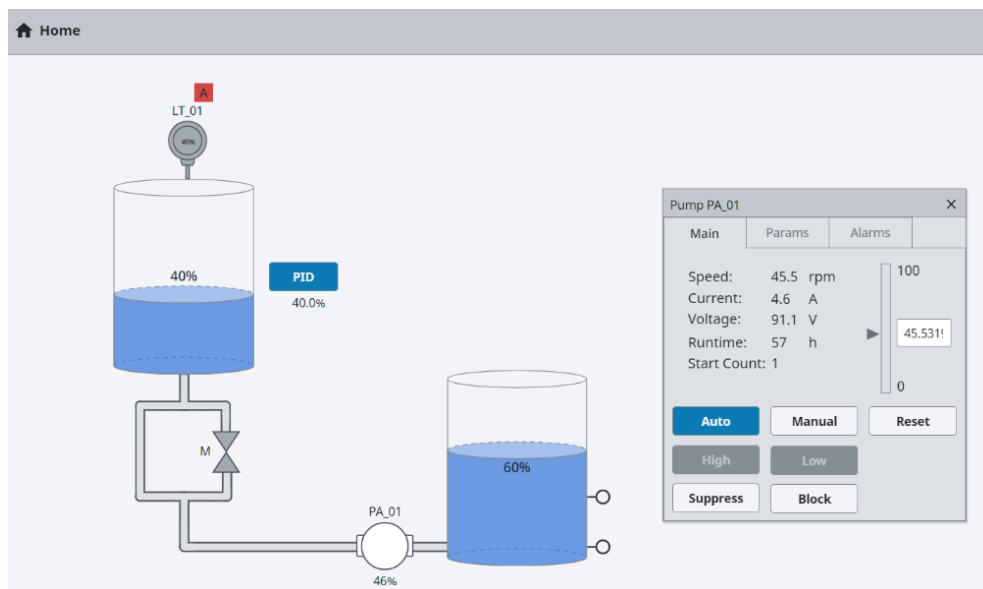 Home
A
LT_01
40%
40%
PID
40.0%
M
PA_01
46%
60%
Pump PA_01
Main Params Alarms
Speed: 45.5 rpm
Current: 4.6 A
Voltage: 91.1 V
Runtime: 57 h
Start Count: 1
100
45.5319
0
Auto Manual Reset
High Low
Suppress Block